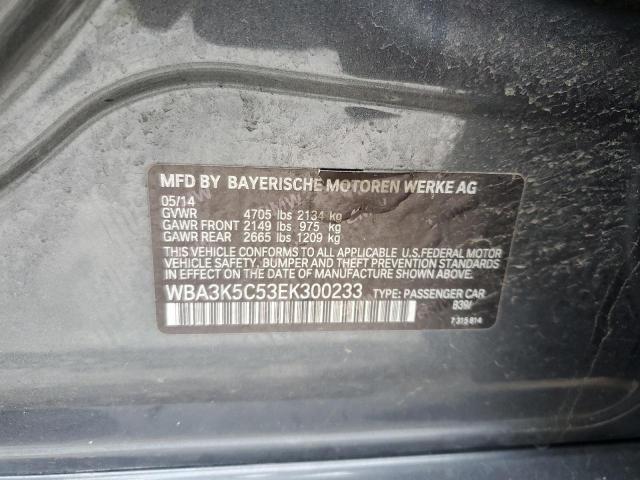 MFD BY BAYERISCHE MOTOREN WERKE AG
05/14
GVWR 4705 lbs 2134 kg
GAWR FRONT 2149 lbs 975 kg
GAWR REAR 2665 lbs 1209 kg
THIS VEHICLE CONFORMS TO ALL APPLICABLE U.S.FEDERAL MOTOR
VEHICLE SAFETY, BUMPER AND THEFT PREVENTION STANDARDS
IN EFFECT ON THE DATE OF MANUFACTURE SHOWN ABOVE.
WBA3K5C53EK300233 TYPE: PASSENGER CAR
7 315 814